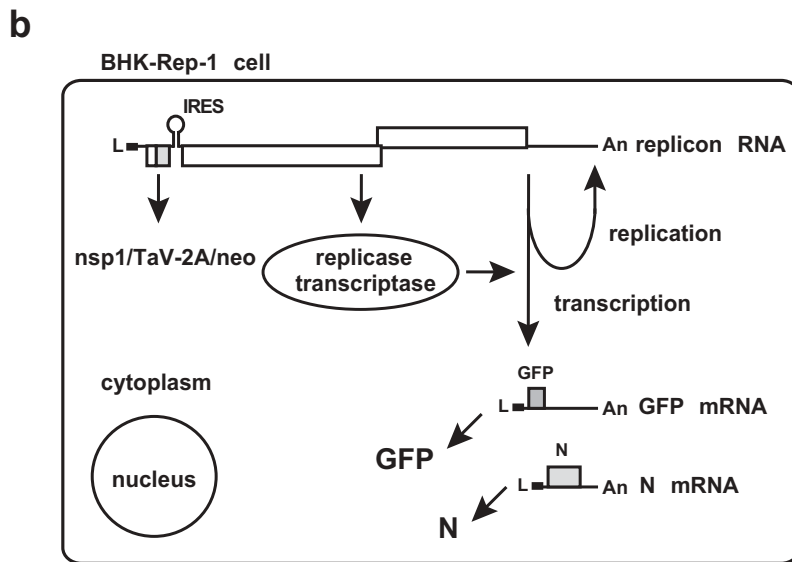 b
BHK-Rep-1 cell
IRES
L
An replicon RNA
nsp1/TaV-2A/neo
replicase
transcriptase
replication
transcription
cytoplasm
nucleus
GFP
L
An GFP mRNA
GFP
N
L
An N mRNA
N